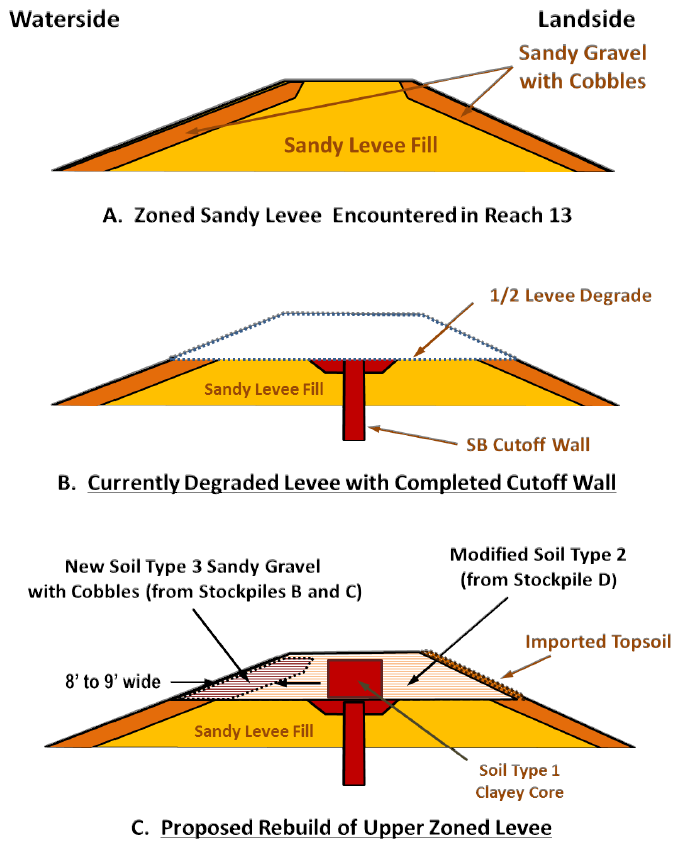 Waterside
Landside
Sandy Gravel
with Cobbles
Sandy Levee Fill
A. Zoned Sandy Levee Encountered in Reach 13
1/2 Levee Degrade
Sandy Levee Fill
SB Cutoff Wall
B. Currently Degraded Levee with Completed Cutoff Wall
New Soil Type 3 Sandy Gravel
with Cobbles (from Stockpiles B and C)
Modified Soil Type 2
(from Stockpile D)
Imported Topsoil
8' to 9' wide
Sandy Levee Fill
Soil Type 1
Clayey Core
C. Proposed Rebuild of Upper Zoned Levee